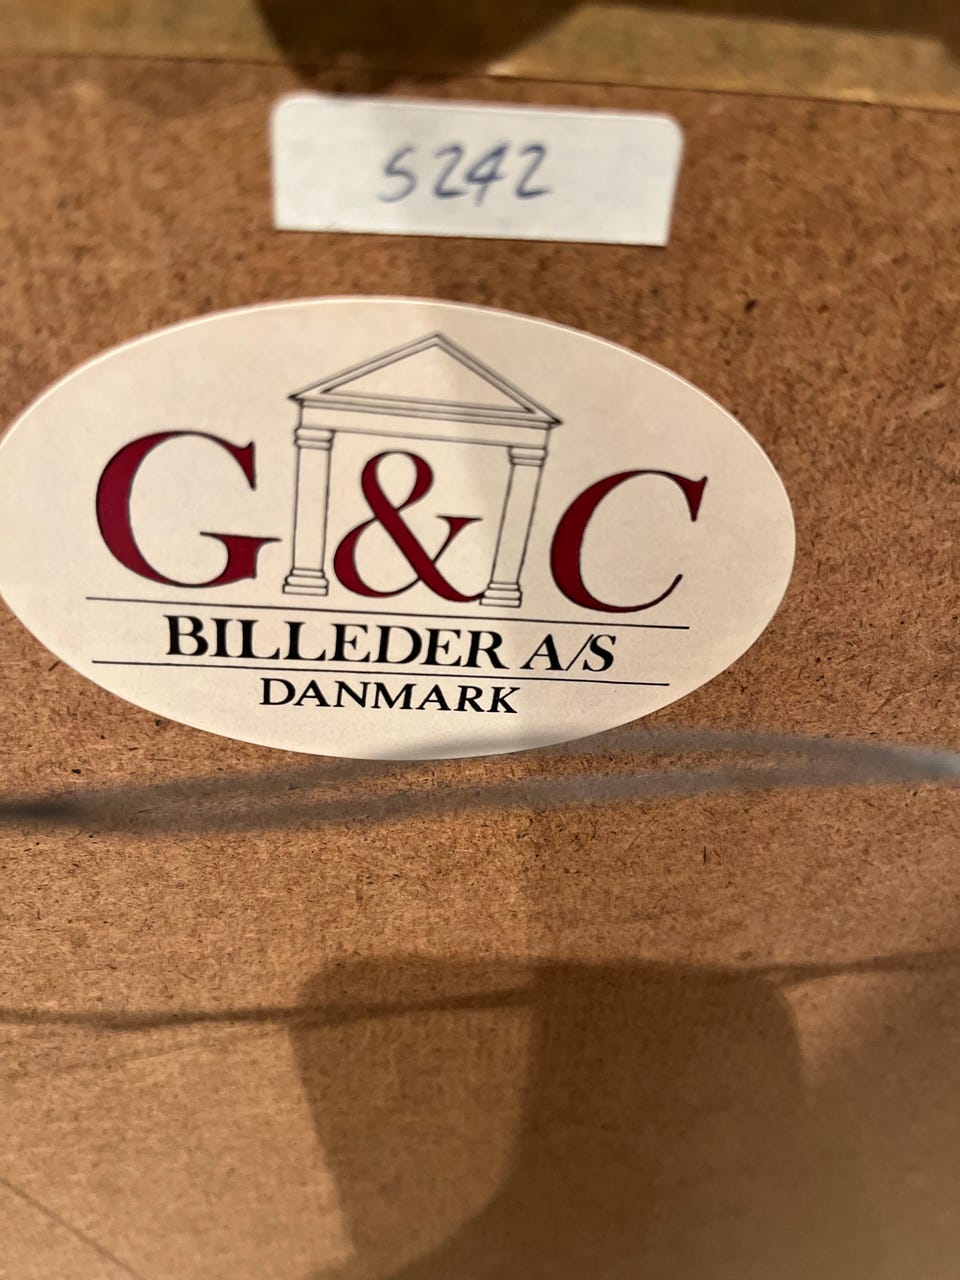 5242
G&C
BILLEDER A/S
DANMARK